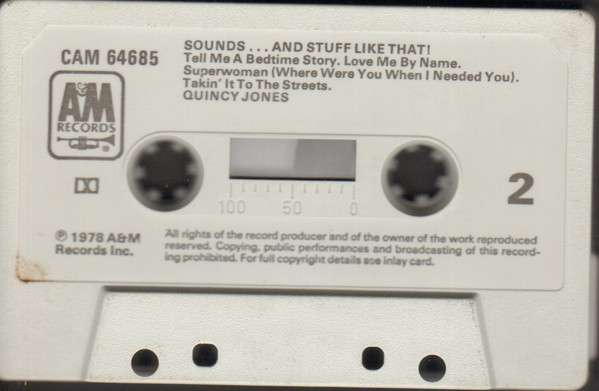 CAM 64685
SOUNDS... AND STUFF LIKE THAT!
Tell Me A Bedtime Story. Love Me By Name.
Superwoman (Where Were You When I Needed You).
Takin' It To The Streets.
QUINCY JONES
A&M
RECORDS
®
2
100 50 0
℗ 1978 A&M
Records Inc.
All rights of the record producer and of the owner of the work reproduced
reserved. Copying, public performances and broadcasting of this record-
ing prohibited. For full copyright details see inlay card.